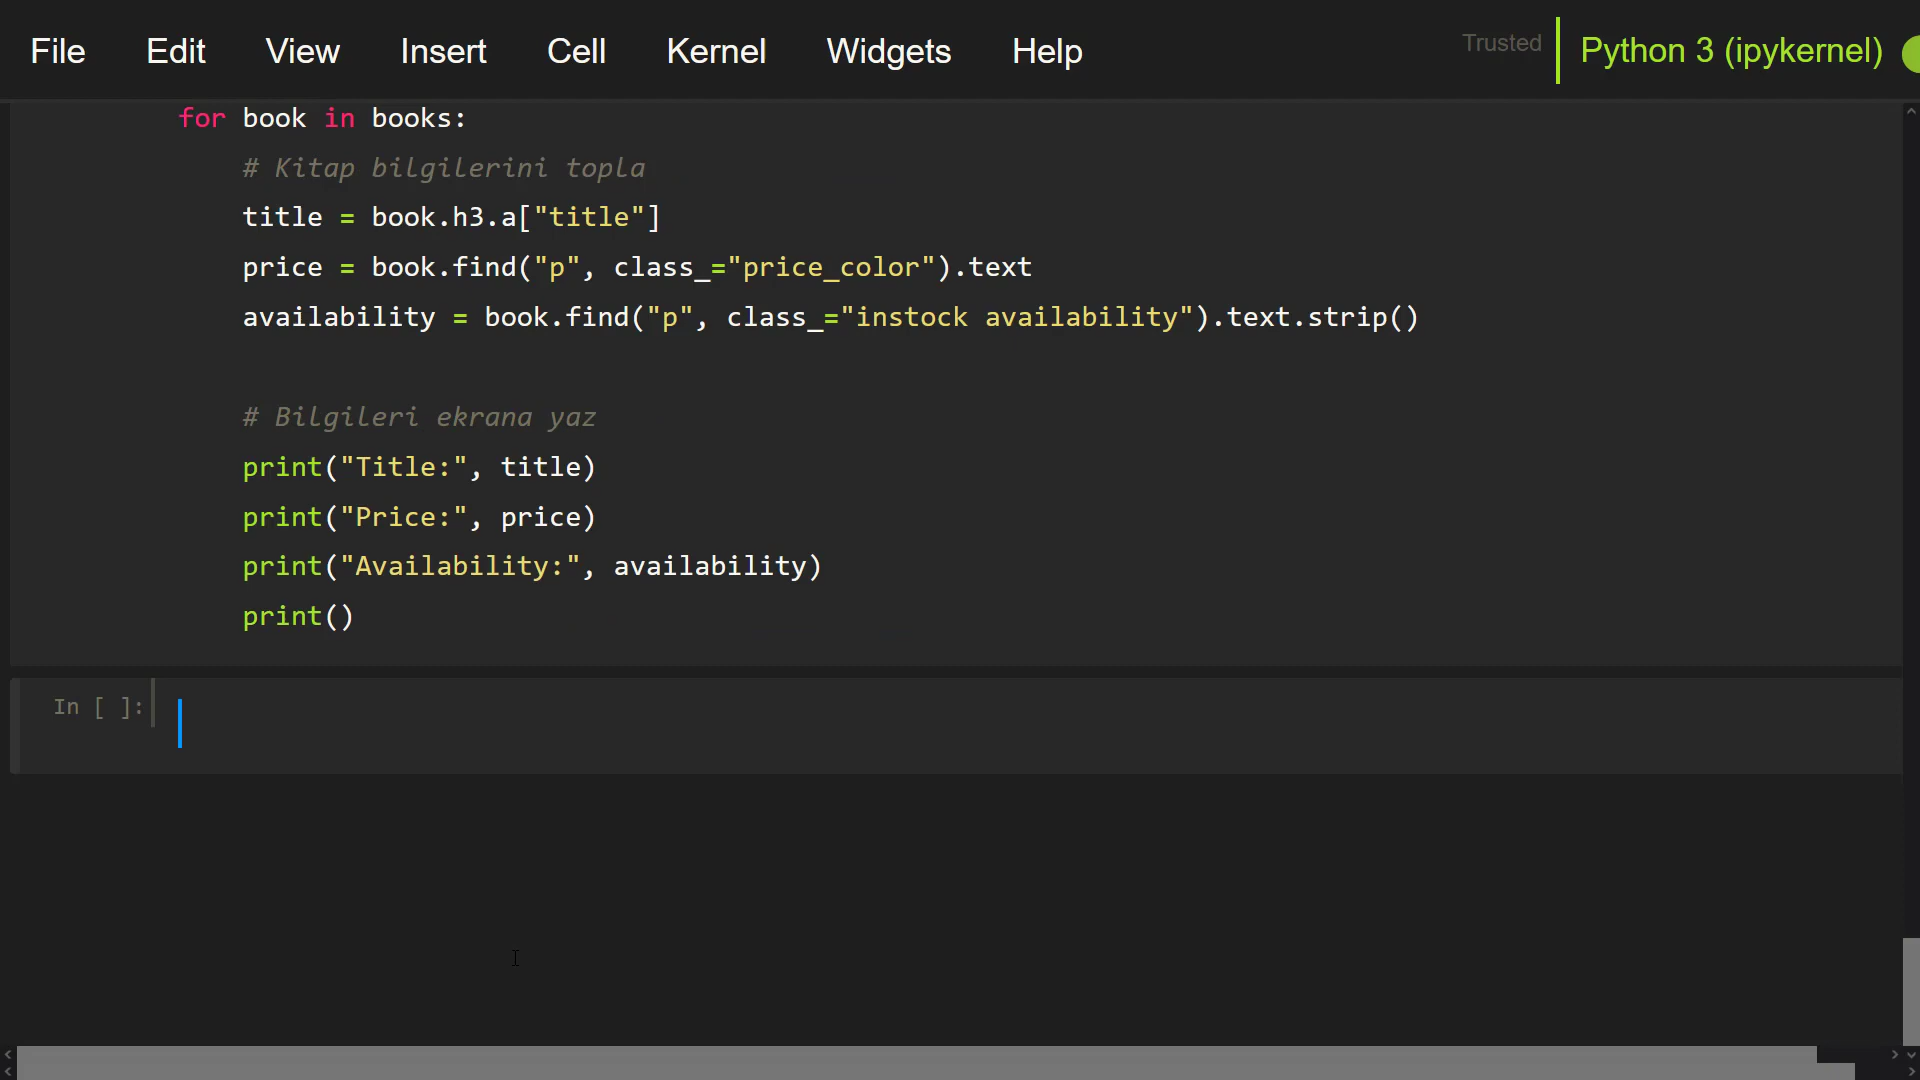 File Edit View Insert Cell Kernel Widgets Help Trusted Python 3 (ipykernel)
for book in books:
# Kitap bilgilerini topla
title = book.h3.a["title"]
price = book.find("p", class_="price_color").text
availability = book.find("p", class_="instock availability").text.strip()
# Bilgileri ekrana yaz
print("Title:", title)
print("Price:", price)
print("Availability:", availability)
print()
In [ ]: